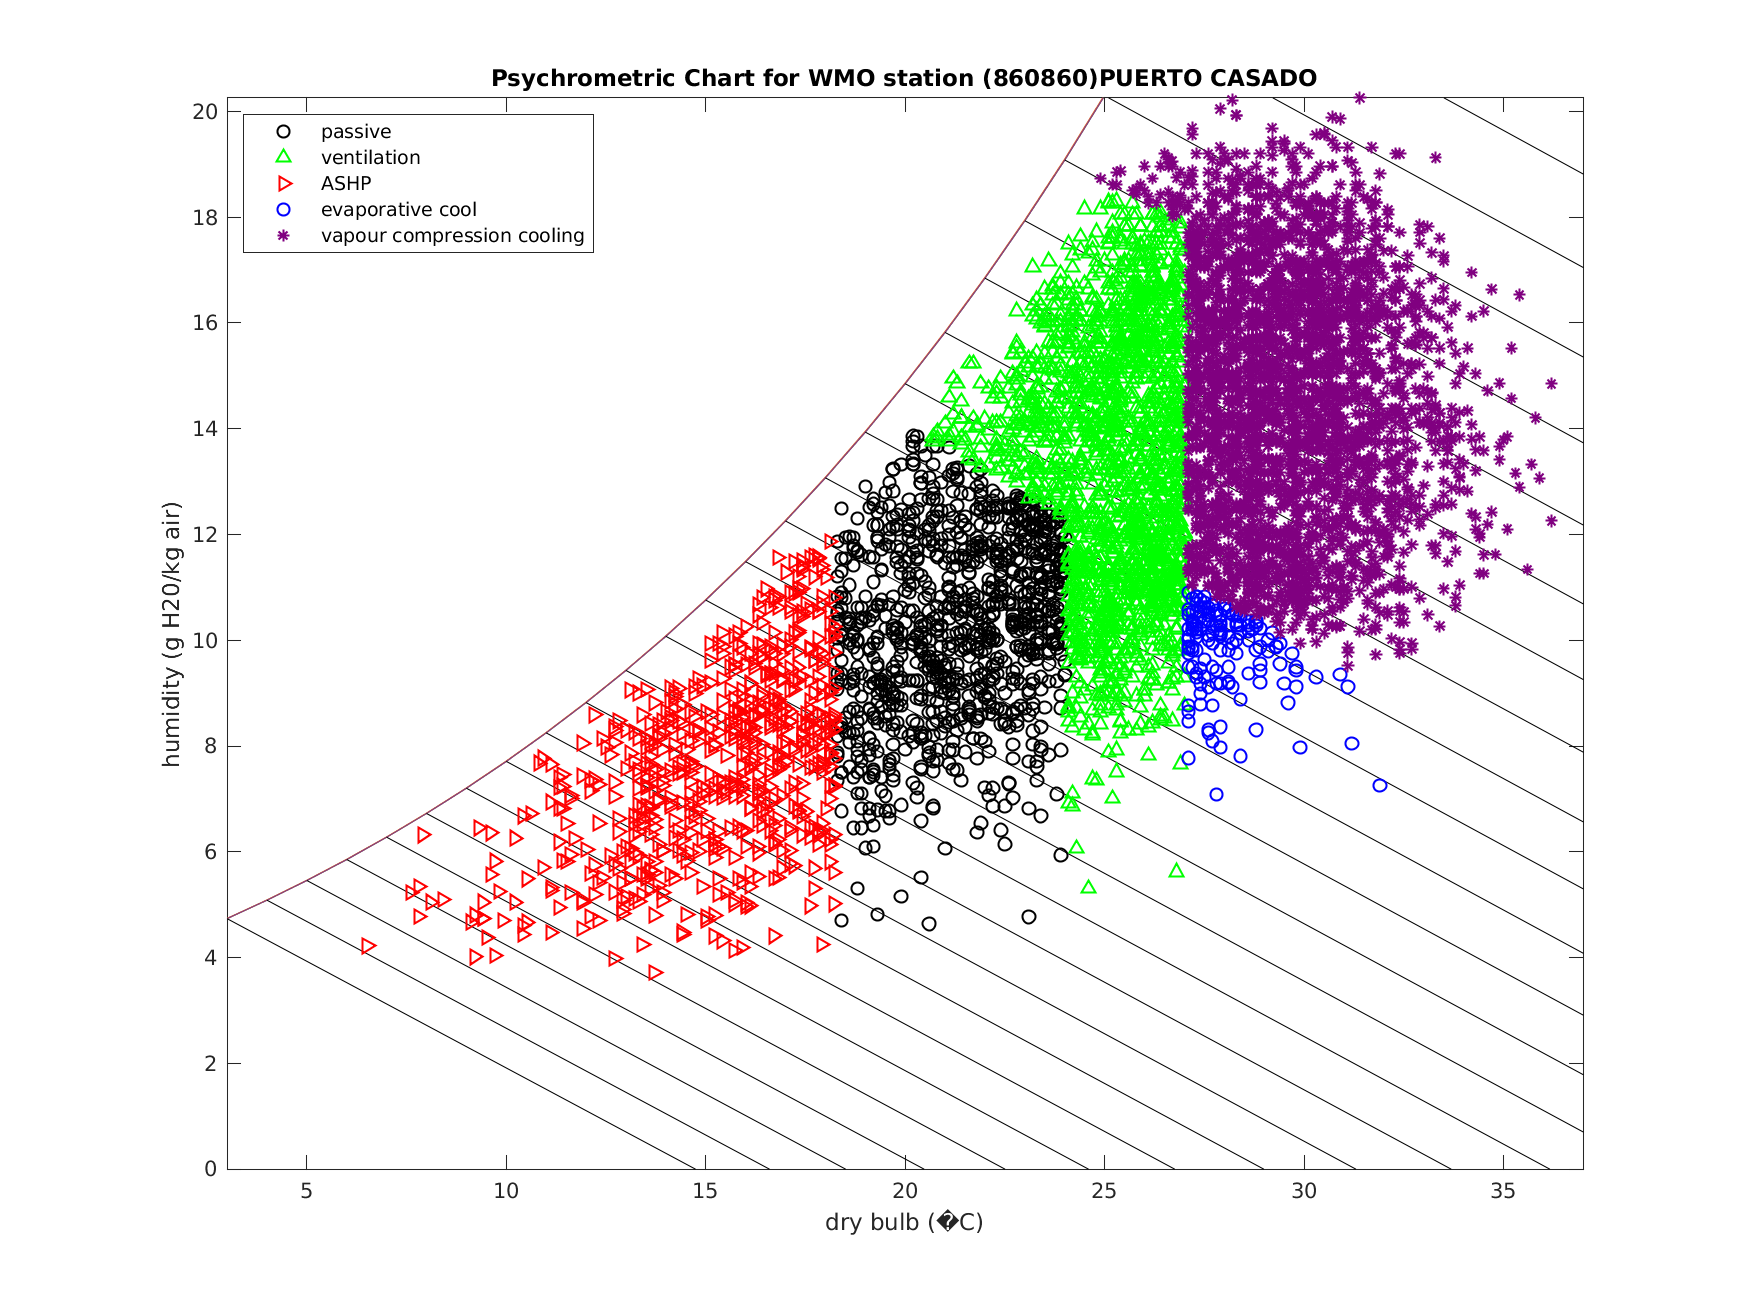 Psychrometric Chart for WMO station (860860)PUERTO CASADO
passive
ventilation
ASHP
evaporative cool
vapour compression cooling
humidity (g H20/kg air)
20
18
16
14
12
10
8
6
4
2
0
5 10 15 20 25 30 35
dry bulb (�C)